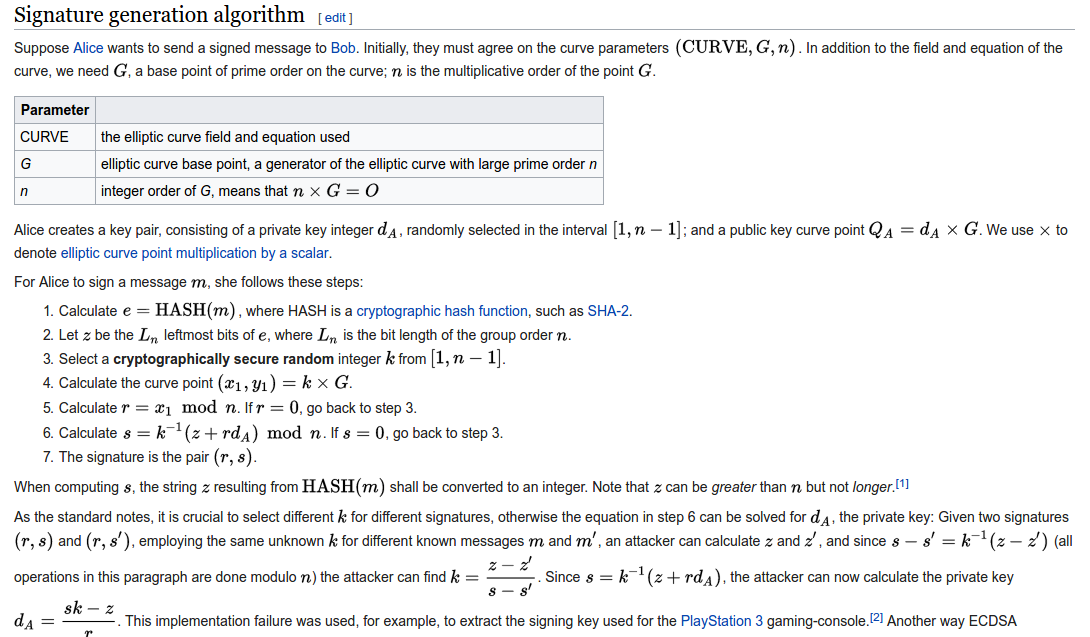 Signature generation algorithm [ edit ]
Suppose Alice wants to send a signed message to Bob. Initially, they must agree on the curve parameters (CURVE, G, n). In addition to the field and equation of the
curve, we need G, a base point of prime order on the curve; n is the multiplicative order of the point G.
Parameter
CURVE the elliptic curve field and equation used
G elliptic curve base point, a generator of the elliptic curve with large prime order n
n integer order of G, means that n × G = O
Alice creates a key pair, consisting of a private key integer d_A, randomly selected in the interval [1, n − 1]; and a public key curve point Q_A = d_A × G. We use × to
denote elliptic curve point multiplication by a scalar.
For Alice to sign a message m, she follows these steps:
1. Calculate e = HASH(m), where HASH is a cryptographic hash function, such as SHA-2.
2. Let z be the L_n leftmost bits of e, where L_n is the bit length of the group order n.
3. Select a cryptographically secure random integer k from [1, n − 1].
4. Calculate the curve point (x₁, y₁) = k × G.
5. Calculate r = x₁ mod n. If r = 0, go back to step 3.
6. Calculate s = k⁻¹(z + rd_A) mod n. If s = 0, go back to step 3.
7. The signature is the pair (r, s).
When computing s, the string z resulting from HASH(m) shall be converted to an integer. Note that z can be greater than n but not longer.[1]
As the standard notes, it is crucial to select different k for different signatures, otherwise the equation in step 6 can be solved for d_A, the private key: Given two signatures
(r, s) and (r, s′), employing the same unknown k for different known messages m and m′, an attacker can calculate z and z′, and since s − s′ = k⁻¹(z − z′) (all
operations in this paragraph are done modulo n) the attacker can find k = (z − z′)/(s − s′). Since s = k⁻¹(z + rd_A), the attacker can now calculate the private key
d_A = (sk − z)/r. This implementation failure was used, for example, to extract the signing key used for the PlayStation 3 gaming-console.[2] Another way ECDSA